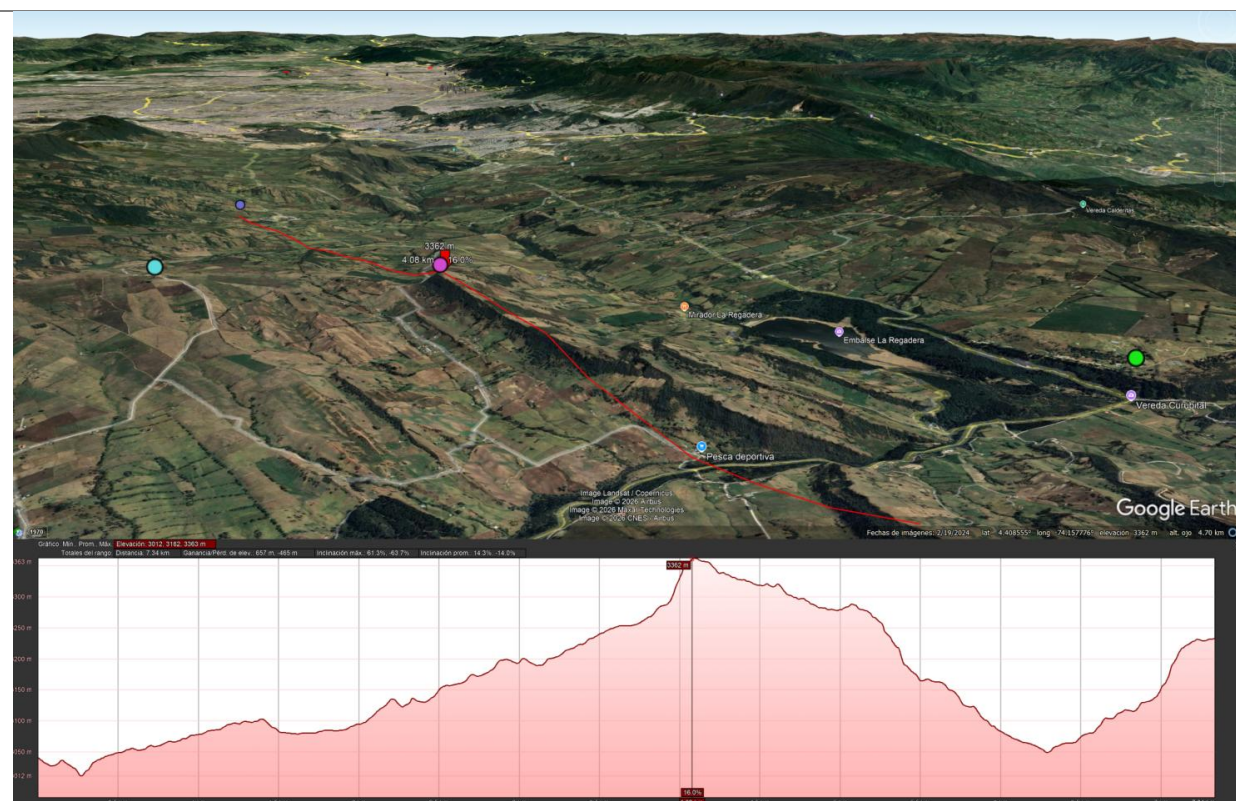 3362 m
4.08 km 16.0%
Vereda Calderitas
Mirador La Regadera
Embalse La Regadera
Vereda Curubital
Pesca deportiva
Image Landsat / Copernicus
Image © 2026 Airbus
Image © 2026 Maxar Technologies
Image © 2026 CNES / Airbus
Google Earth
1970
Fechas de imágenes: 2/19/2024 lat 4.408555° long -74.157776° elevación 3362 m alt. ojo 4.70 km
Gráfico: Mín., Prom., Máx. Elevación: 3012, 3182, 3363 m
Totales del rango: Distancia: 7.34 km Ganancia/Pérd. de elev.: 657 m, -465 m Inclinación máx.: 61.3%, -63.7% Inclinación prom.: 14.3%, -14.0%
3362 m
16.0%